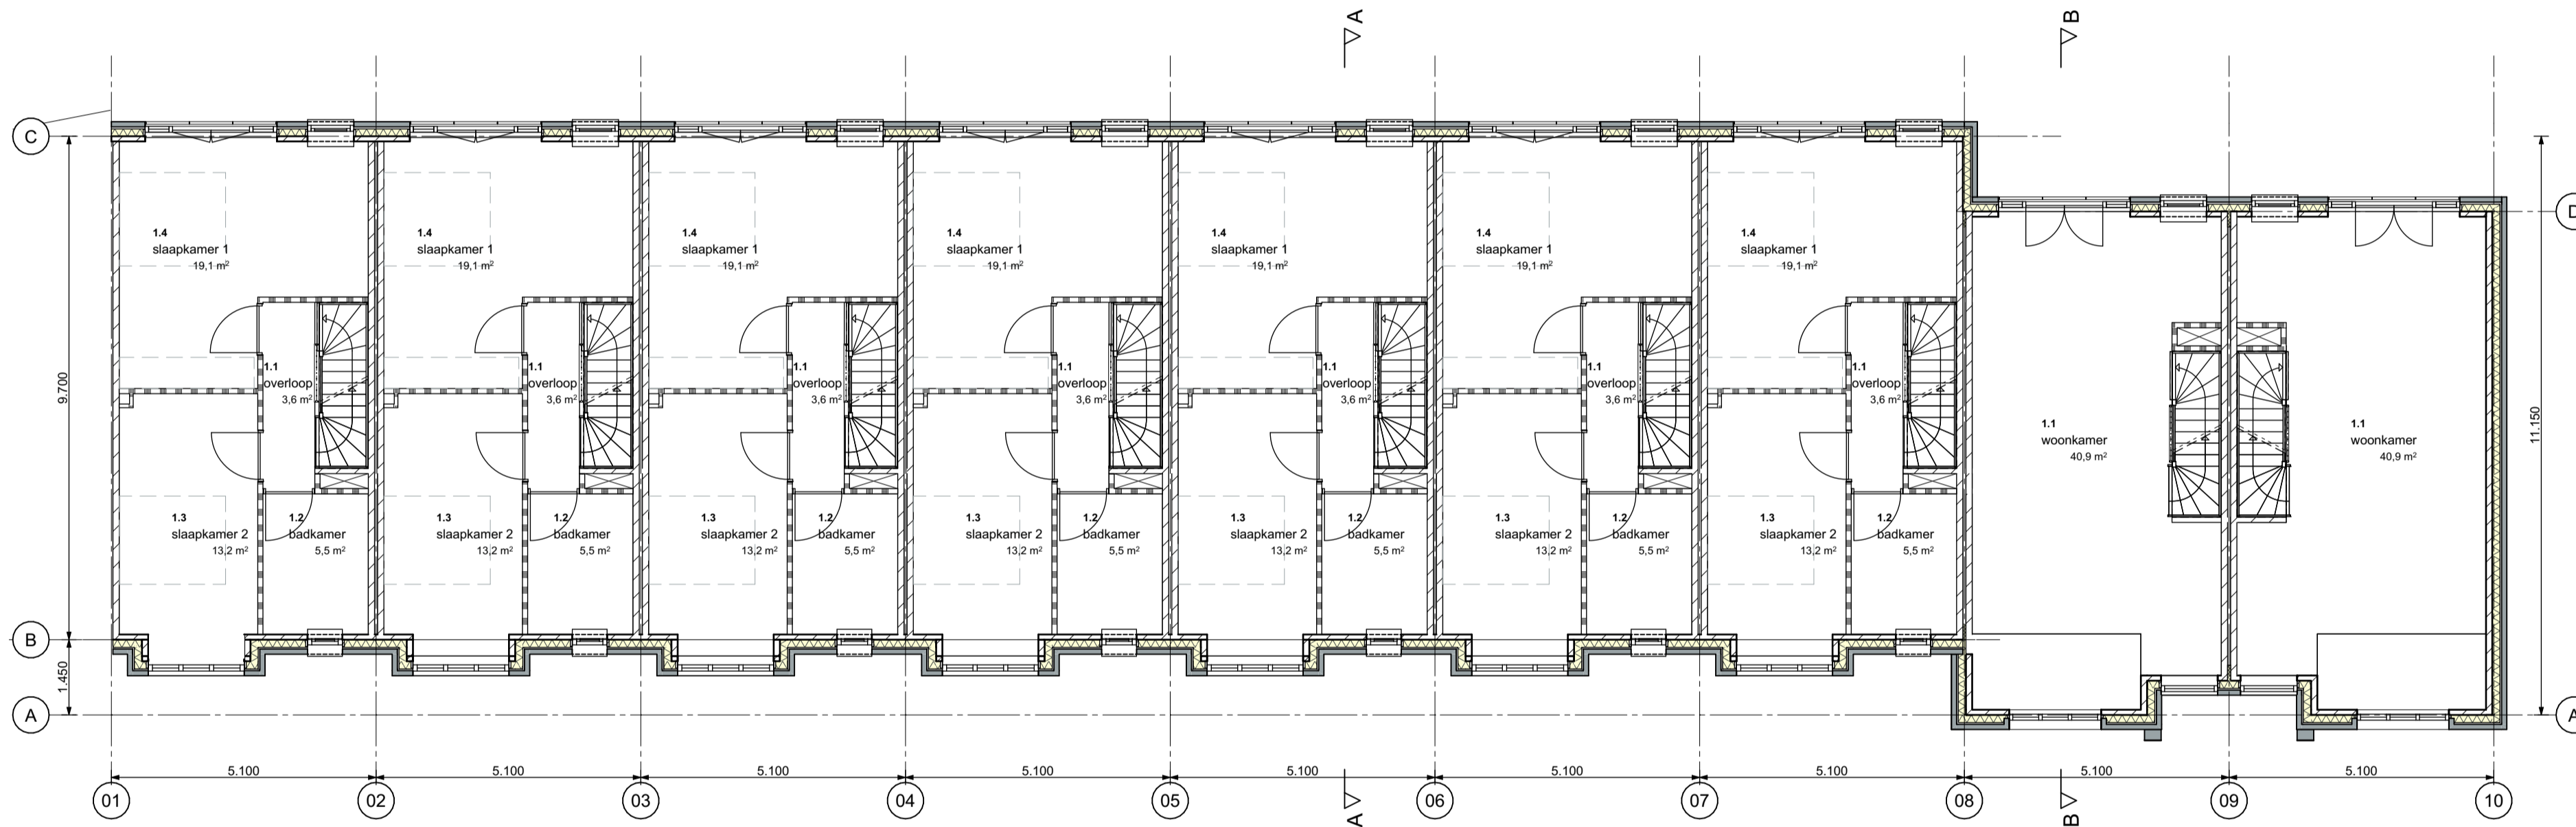 A
B
C
1.4
slaapkamer 1
19,1 m²
1.4
slaapkamer 1
19,1 m²
1.4
slaapkamer 1
19,1 m²
1.4
slaapkamer 1
19,1 m²
1.4
slaapkamer 1
19,1 m²
1.4
slaapkamer 1
19,1 m²
1.4
slaapkamer 1
19,1 m²
1.1
overloop
3,6 m²
1.1
overloop
3,6 m²
1.1
overloop
3,6 m²
1.1
overloop
3,6 m²
1.1
overloop
3,6 m²
1.1
overloop
3,6 m²
1.1
overloop
3,6 m²
9.700
11.150
1.1
woonkamer
40,9 m²
1.1
woonkamer
40,9 m²
1.3
slaapkamer 2
13,2 m²
1.2
badkamer
5,5 m²
1.3
slaapkamer 2
13,2 m²
1.2
badkamer
5,5 m²
1.3
slaapkamer 2
13,2 m²
1.2
badkamer
5,5 m²
1.3
slaapkamer 2
13,2 m²
1.2
badkamer
5,5 m²
1.3
slaapkamer 2
13,2 m²
1.2
badkamer
5,5 m²
1.3
slaapkamer 2
13,2 m²
1.2
badkamer
5,5 m²
1.3
slaapkamer 2
13,2 m²
1.2
badkamer
5,5 m²
B
1.450
A
5.100 5.100 5.100 5.100 5.100 5.100 5.100 5.100 5.100
01 02 03 04 05 06 07 08 09 10
A
B